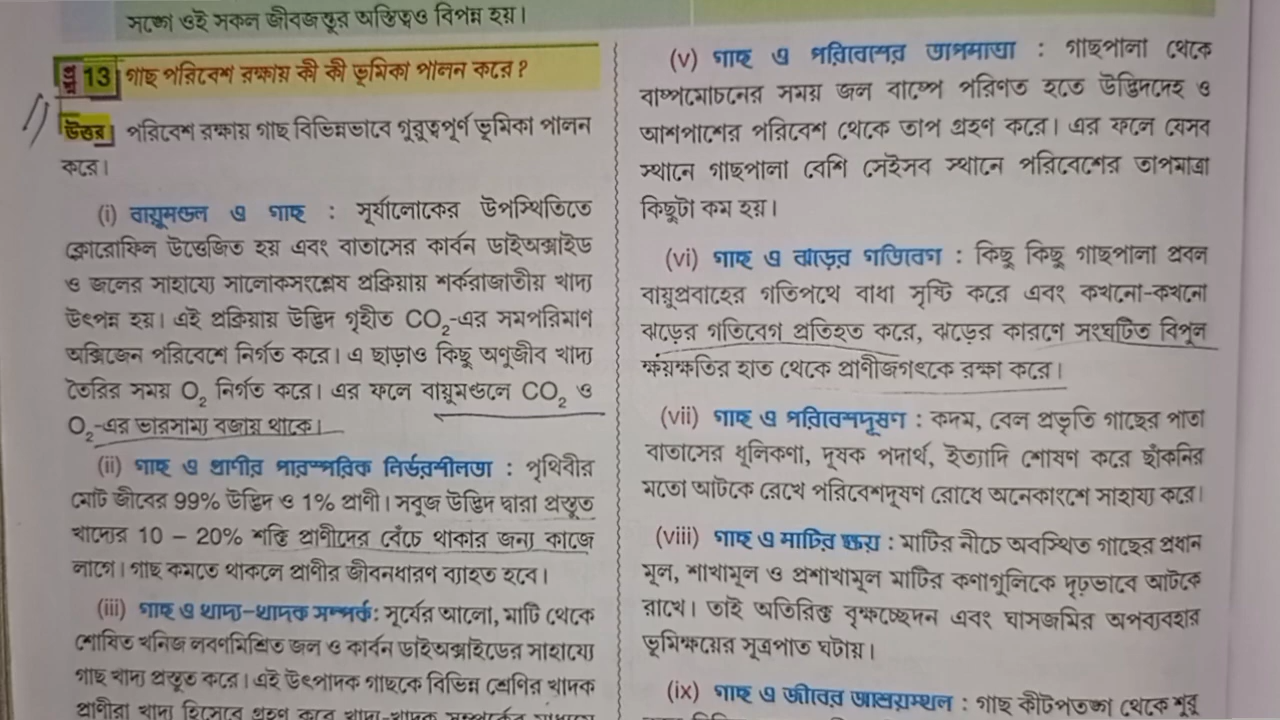 সঙ্গে ওই সকল জীবজন্তুর অস্তিত্বও বিপন্ন হয়।
প্রশ্ন 13 গাছ পরিবেশ রক্ষায় কী কী ভূমিকা পালন করে?
উত্তর পরিবেশ রক্ষায় গাছ বিভিন্নভাবে গুরুত্বপূর্ণ ভূমিকা পালন
করে।
(i) বায়ুমণ্ডল ও গাছ : সূর্যালোকের উপস্থিতিতে
ক্লোরোফিল উত্তেজিত হয় এবং বাতাসের কার্বন ডাইঅক্সাইড
ও জলের সাহায্যে সালোকসংশ্লেষ প্রক্রিয়ায় শর্করাজাতীয় খাদ্য
উৎপন্ন হয়। এই প্রক্রিয়ায় উদ্ভিদ গৃহীত CO₂-এর সমপরিমাণ
অক্সিজেন পরিবেশে নির্গত করে। এ ছাড়াও কিছু অণুজীব খাদ্য
তৈরির সময় O₂ নির্গত করে। এর ফলে বায়ুমণ্ডলে CO₂ ও
O₂-এর ভারসাম্য বজায় থাকে।
(ii) গাছ ও প্রাণীর পারস্পরিক নির্ভরশীলতা : পৃথিবীর
মোট জীবের 99% উদ্ভিদ ও 1% প্রাণী। সবুজ উদ্ভিদ দ্বারা প্রস্তুত
খাদ্যের 10 – 20% শক্তি প্রাণীদের বেঁচে থাকার জন্য কাজে
লাগে। গাছ কমতে থাকলে প্রাণীর জীবনধারণ ব্যাহত হবে।
(iii) গাছ ও খাদ্য-খাদক সম্পর্ক: সূর্যের আলো, মাটি থেকে
শোষিত খনিজ লবণমিশ্রিত জল ও কার্বন ডাইঅক্সাইডের সাহায্যে
গাছ খাদ্য প্রস্তুত করে। এই উৎপাদক গাছকে বিভিন্ন শ্রেণির খাদক
প্রাণীরা খাদ্য হিসেবে গ্রহণ করে খাদ্য-খাদক সম্পর্কের মাধ্যমে
(v) গাছ ও পরিবেশের তাপমাত্রা : গাছপালা থেকে
বাষ্পমোচনের সময় জল বাষ্পে পরিণত হতে উদ্ভিদদেহ ও
আশপাশের পরিবেশ থেকে তাপ গ্রহণ করে। এর ফলে যেসব
স্থানে গাছপালা বেশি সেইসব স্থানে পরিবেশের তাপমাত্রা
কিছুটা কম হয়।
(vi) গাছ ও ঝড়ের গতিবেগ : কিছু কিছু গাছপালা প্রবল
বায়ুপ্রবাহের গতিপথে বাধা সৃষ্টি করে এবং কখনো-কখনো
ঝড়ের গতিবেগ প্রতিহত করে, ঝড়ের কারণে সংঘটিত বিপুল
ক্ষয়ক্ষতির হাত থেকে প্রাণীজগৎকে রক্ষা করে।
(vii) গাছ ও পরিবেশদূষণ : কদম, বেল প্রভৃতি গাছের পাতা
বাতাসের ধূলিকণা, দূষক পদার্থ, ইত্যাদি শোষণ করে ছাঁকনির
মতো আটকে রেখে পরিবেশদূষণ রোধে অনেকাংশে সাহায্য করে।
(viii) গাছ ও মাটির ক্ষয় : মাটির নীচে অবস্থিত গাছের প্রধান
মূল, শাখামূল ও প্রশাখামূল মাটির কণাগুলিকে দৃঢ়ভাবে আটকে
রাখে। তাই অতিরিক্ত বৃক্ষচ্ছেদন এবং ঘাসজমির অপব্যবহার
ভূমিক্ষয়ের সূত্রপাত ঘটায়।
(ix) গাছ ও জীবের আশ্রয়স্থল : গাছ কীটপতঙ্গ থেকে শুরু